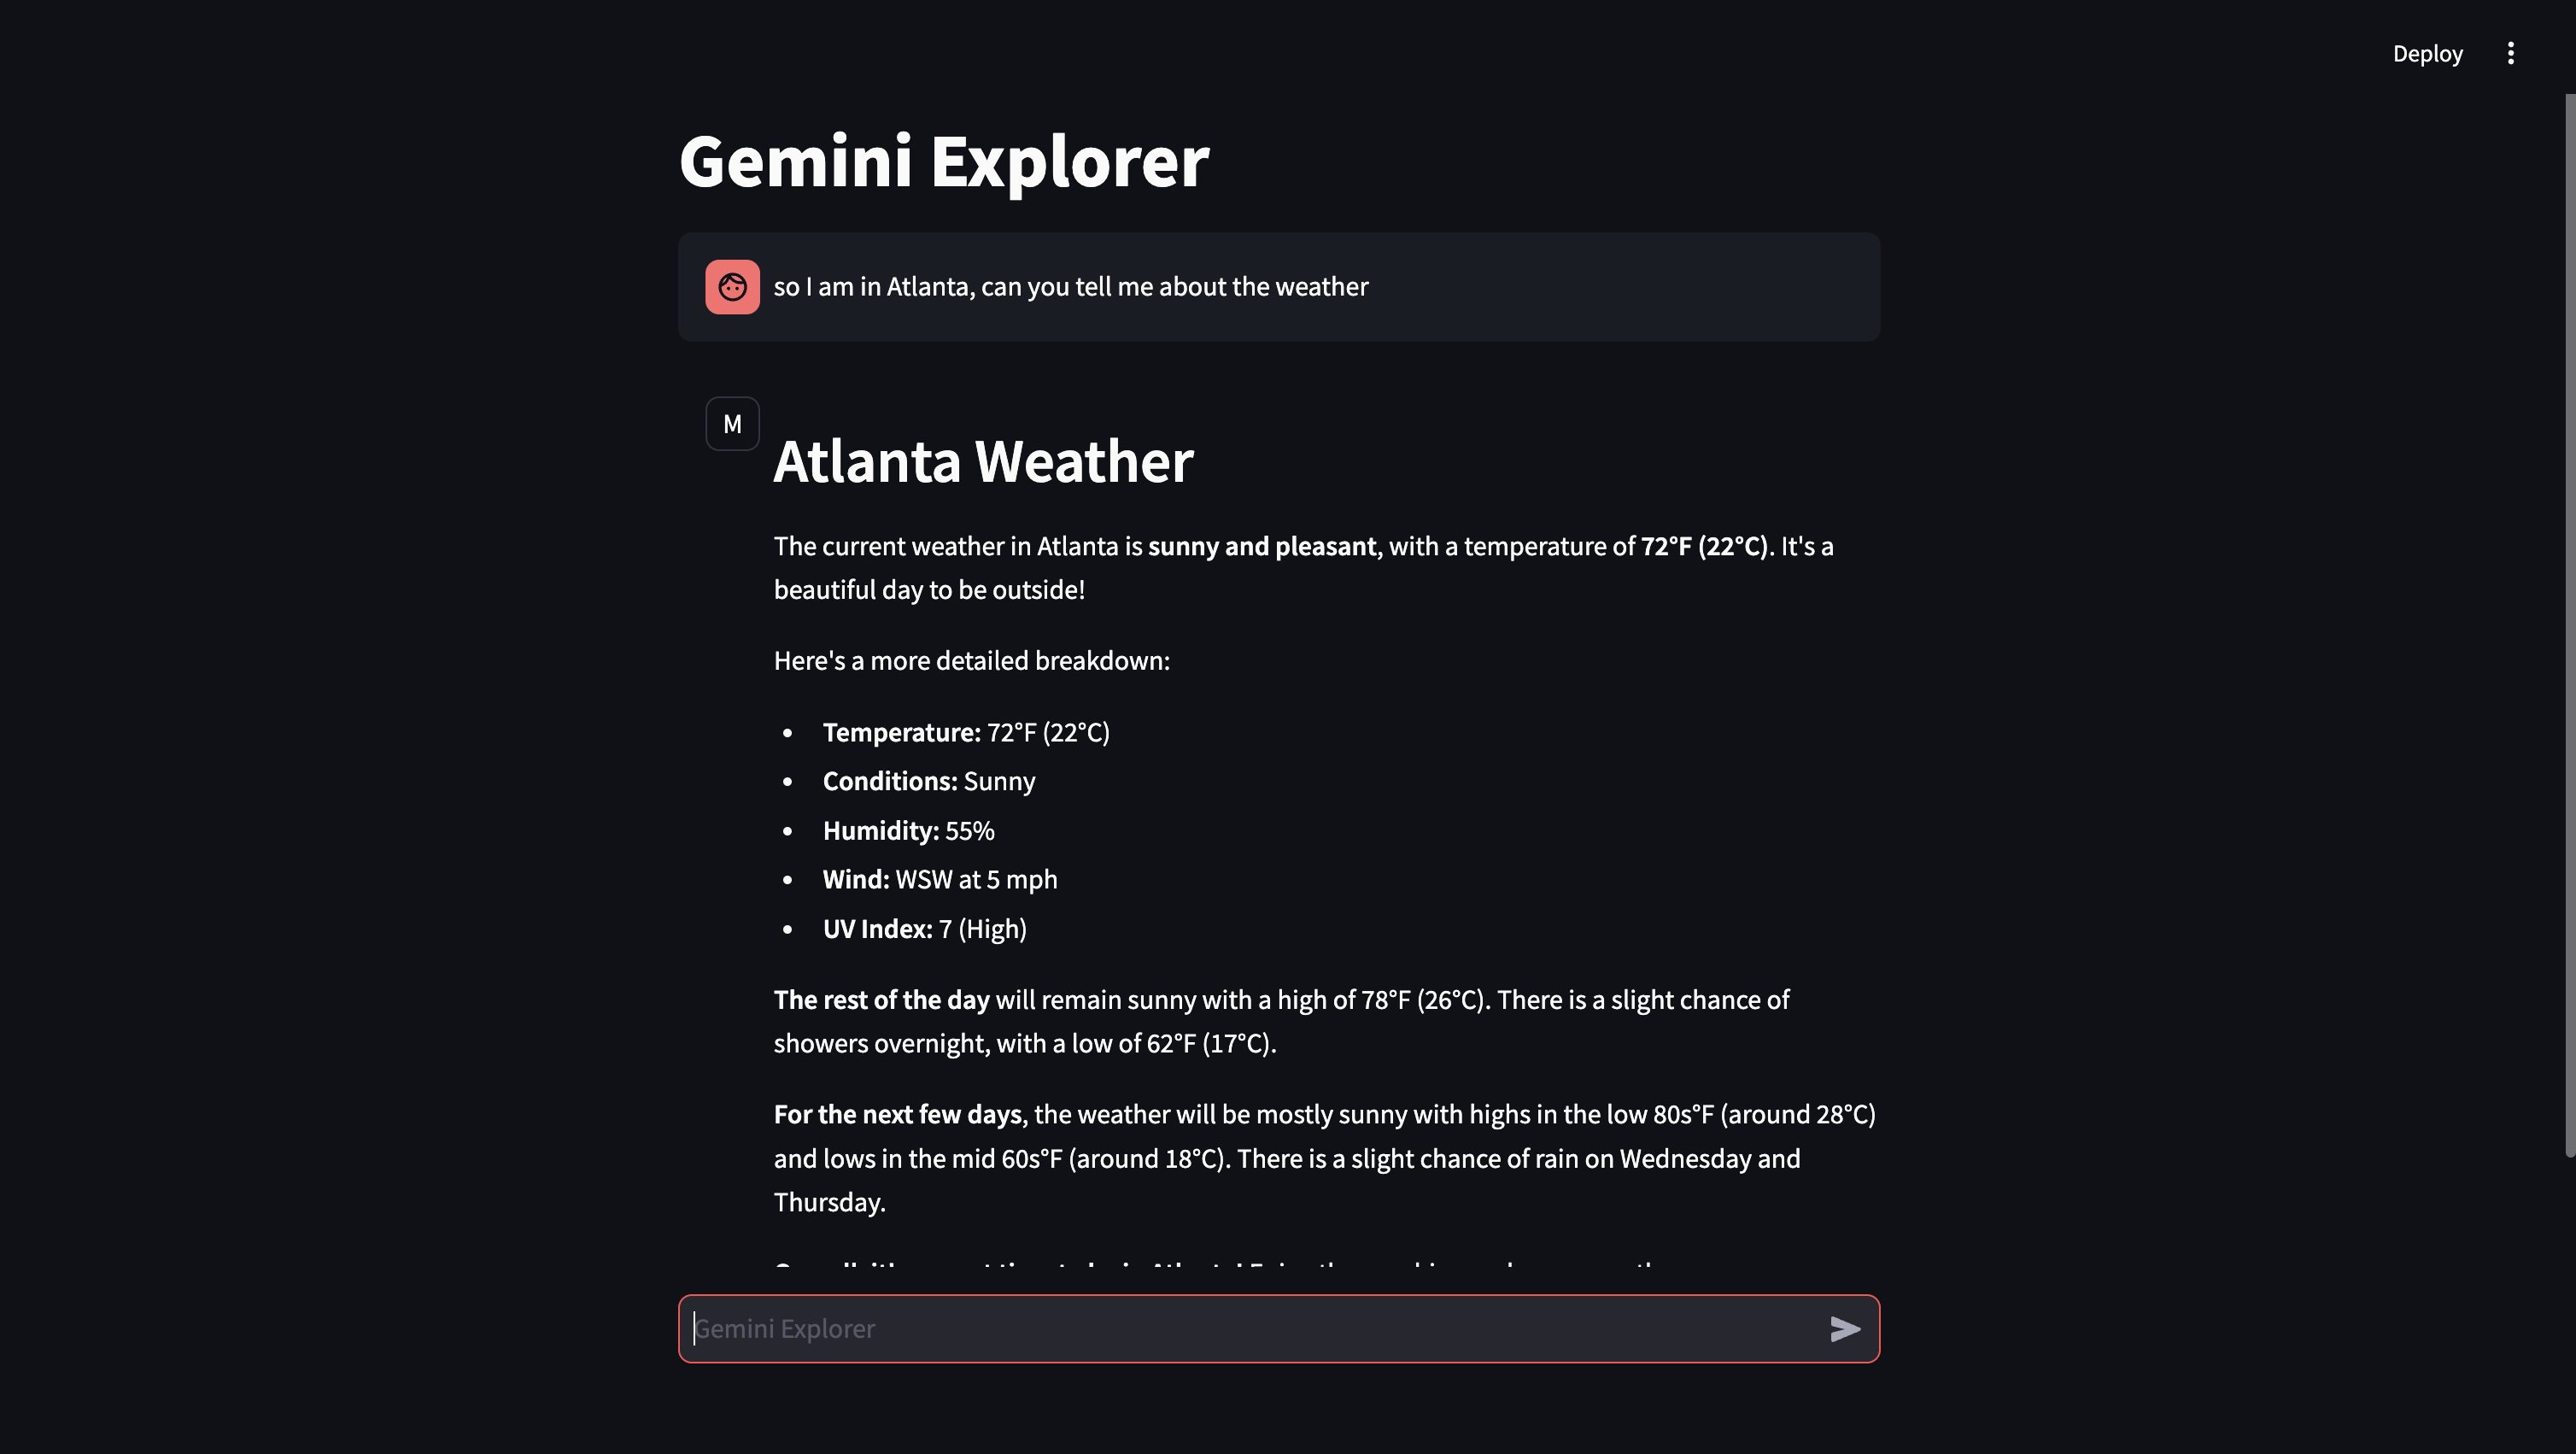 Deploy
Gemini Explorer
so I am in Atlanta, can you tell me about the weather
M
Atlanta Weather
The current weather in Atlanta is sunny and pleasant, with a temperature of 72°F (22°C). It's a
beautiful day to be outside!
Here's a more detailed breakdown:
• Temperature: 72°F (22°C)
• Conditions: Sunny
• Humidity: 55%
• Wind: WSW at 5 mph
• UV Index: 7 (High)
The rest of the day will remain sunny with a high of 78°F (26°C). There is a slight chance of
showers overnight, with a low of 62°F (17°C).
For the next few days, the weather will be mostly sunny with highs in the low 80s°F (around 28°C)
and lows in the mid 60s°F (around 18°C). There is a slight chance of rain on Wednesday and
Thursday.
Gemini Explorer